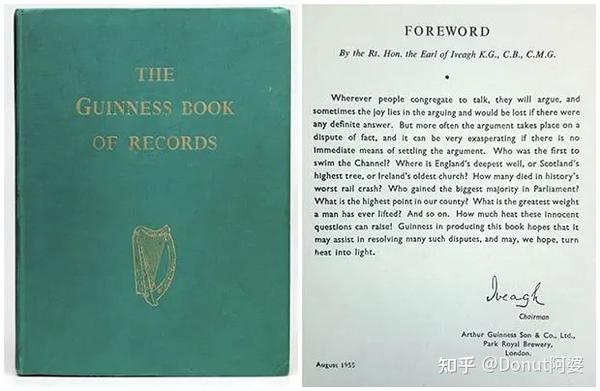 THE
GUINNESS BOOK
OF RECORDS
FOREWORD
By the Rt. Hon. the Earl of Iveagh K.G., C.B., C.M.G.
Wherever people congregate to talk, they will argue, and
sometimes the joy lies in the arguing and would be lost if there were
any definite answer. But more often the argument takes place on a
dispute of fact, and it can be very exasperating if there is no
immediate means of settling the argument. Who was the first to
swim the Channel? Where is England's deepest well, or Scotland's
highest tree, or Ireland's oldest church? How many died in history's
worst rail crash? Who gained the biggest majority in Parliament?
What is the highest point in our county? What is the greatest weight
a man has ever lifted? And so on. How much heat these innocent
questions can raise! Guinness in producing this book hopes that it
may assist in resolving many such disputes, and may, we hope, turn
heat into light.
Iveagh
Chairman
Arthur Guinness Son & Co., Ltd.,
Park Royal Brewery,
London.
August 1955
知乎 @Donut阿婆